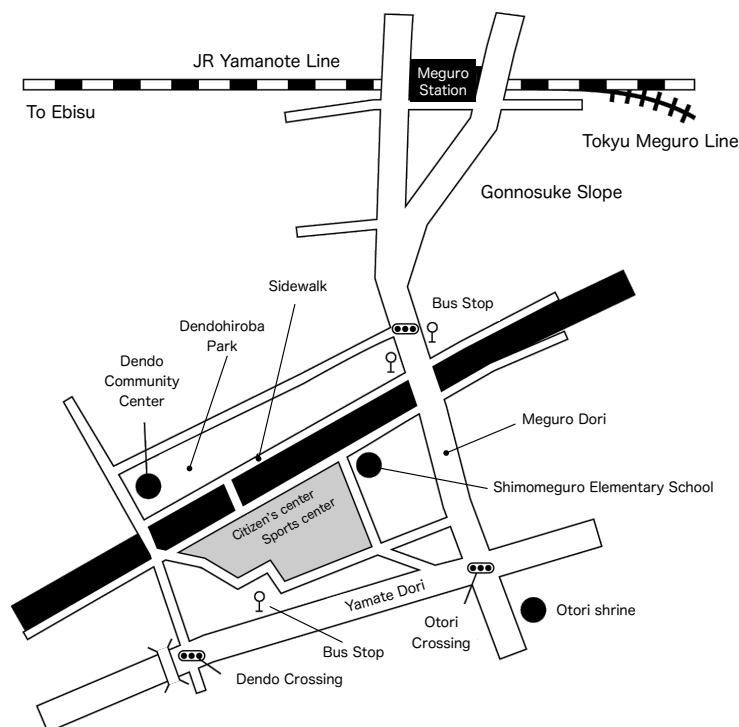 JR Yamanote Line
Meguro
Station
To Ebisu
Tokyu Meguro Line
Gonnosuke Slope
Sidewalk
Bus Stop
Dendohiroba
Park
Dendo
Community
Center
Meguro Dori
Shimomeguro Elementary School
Citizen's center
Sports center
Yamate Dori
Otori shrine
Otori
Crossing
Bus Stop
Dendo Crossing